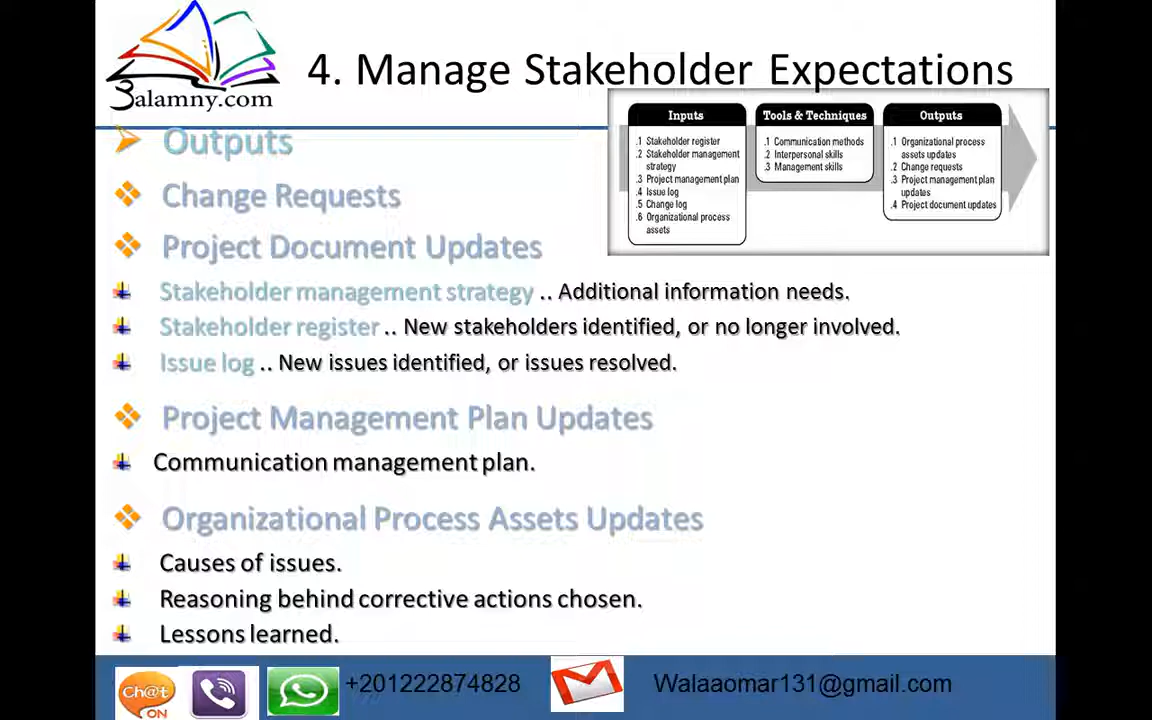 3alamny.com
4. Manage Stakeholder Expectations
Inputs
.1 Stakeholder register
.2 Stakeholder management
strategy
.3 Project management plan
.4 Issue log
.5 Change log
.6 Organizational process
assets
Tools & Techniques
.1 Communication methods
.2 Interpersonal skills
.3 Management skills
Outputs
.1 Organizational process
assets updates
.2 Change requests
.3 Project management plan
updates
.4 Project document updates
Outputs
Change Requests
Project Document Updates
Stakeholder management strategy .. Additional information needs.
Stakeholder register .. New stakeholders identified, or no longer involved.
Issue log .. New issues identified, or issues resolved.
Project Management Plan Updates
Communication management plan.
Organizational Process Assets Updates
Causes of issues.
Reasoning behind corrective actions chosen.
Lessons learned.
Ch@t
ON
+201222874828
Walaaomar131@gmail.com